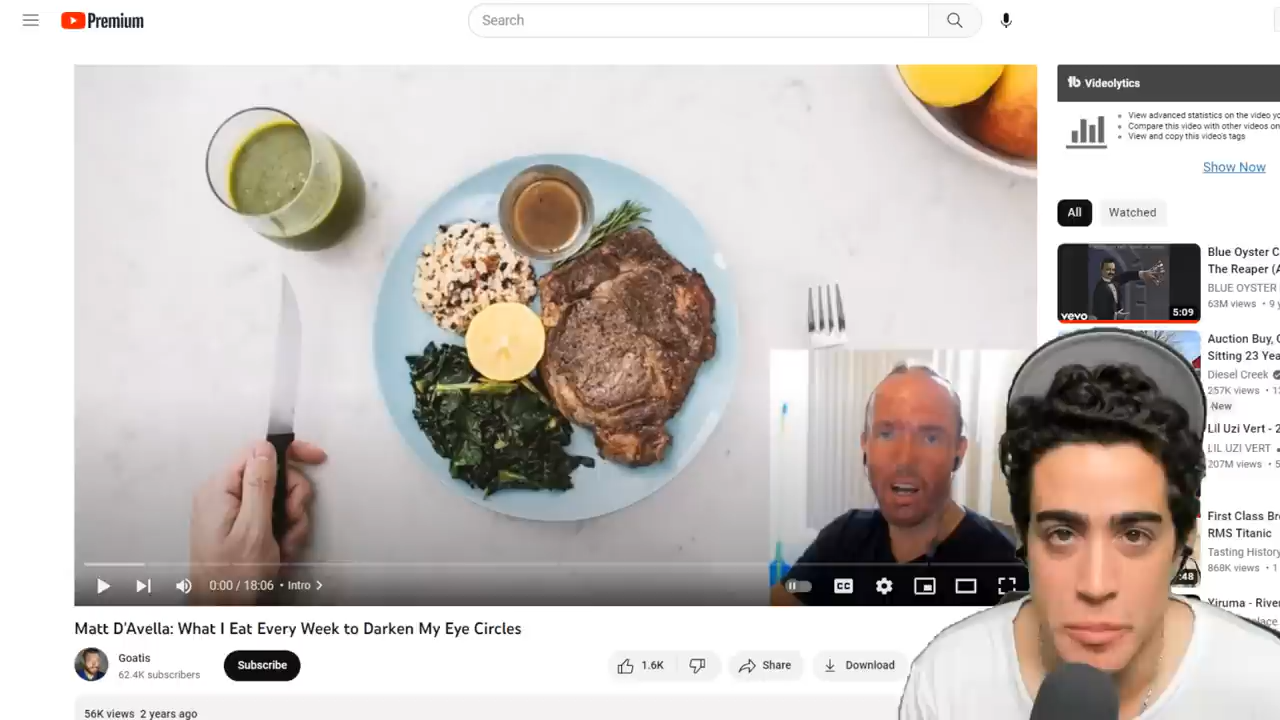 Premium
Search
Videolytics
View advanced statistics on the video
Compare this video with other videos on
View and copy this video's tags
Show Now
All
Watched
Blue Oyster
The Reaper
BLUE OYSTER
63M views • 9
vevo
5:09
Auction Buy,
Sitting 23
Diesel Creek
257K views
New
Lil Uzi Vert - 2
LIL UZI VERT
207M views
First Class
RMS Titanic
Tasting History
868K views • 1
:48
Yiruma -
0:00 / 18:06 • Intro
CC
Matt D'Avella: What I Eat Every Week to Darken My Eye Circles
Goatis
62.4K subscribers
Subscribe
1.6K
Share
Download
56K views 2 years ago